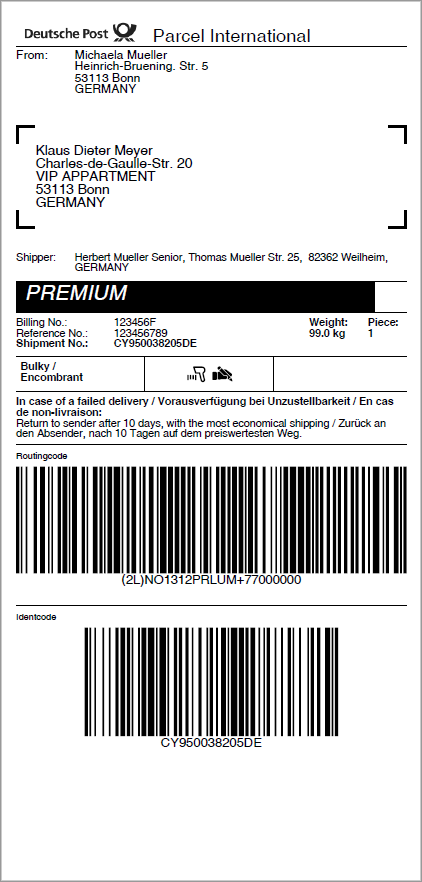 Deutsche Post Parcel International
From: Michaela Mueller
Heinrich-Bruening. Str. 5
53113 Bonn
GERMANY
Klaus Dieter Meyer
Charles-de-Gaulle-Str. 20
VIP APPARTMENT
53113 Bonn
GERMANY
Shipper: Herbert Mueller Senior, Thomas Mueller Str. 25, 82362 Weilheim,
GERMANY
PREMIUM
Billing No.: 123456F Weight: Piece:
Reference No.: 123456789 99.0 kg 1
Shipment No.: CY950038205DE
Bulky /
Encombrant
In case of a failed delivery / Vorausverfügung bei Unzustellbarkeit / En cas
de non-livraison:
Return to sender after 10 days, with the most economical shipping / Zurück an
den Absender, nach 10 Tagen auf dem preiswertesten Weg.
Routingcode
(2L)NO1312PRLUM+77000000
Identcode
CY950038205DE